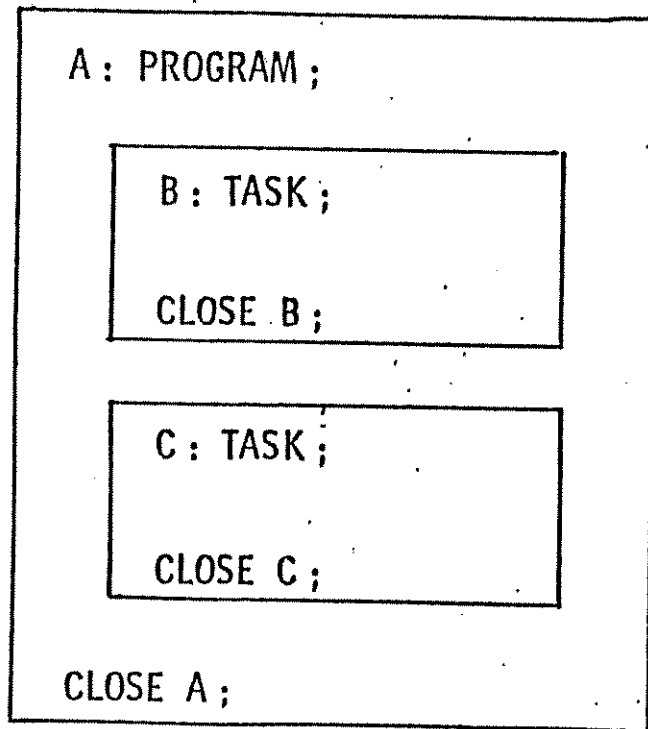 A: PROGRAM;
B: TASK;
CLOSE B;
C: TASK;
CLOSE C;
CLOSE A;